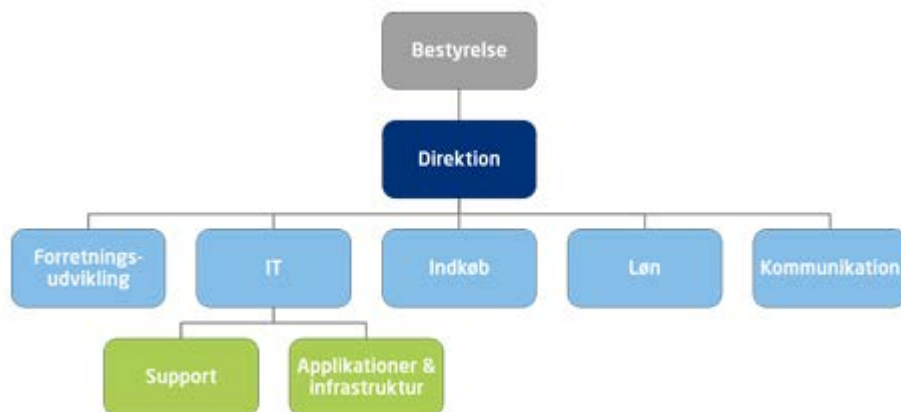 Bestyrelse
Direktion
Forretnings-
udvikling
IT
Indkøb
Løn
Kommunikation
Support
Applikationer &
infrastruktur